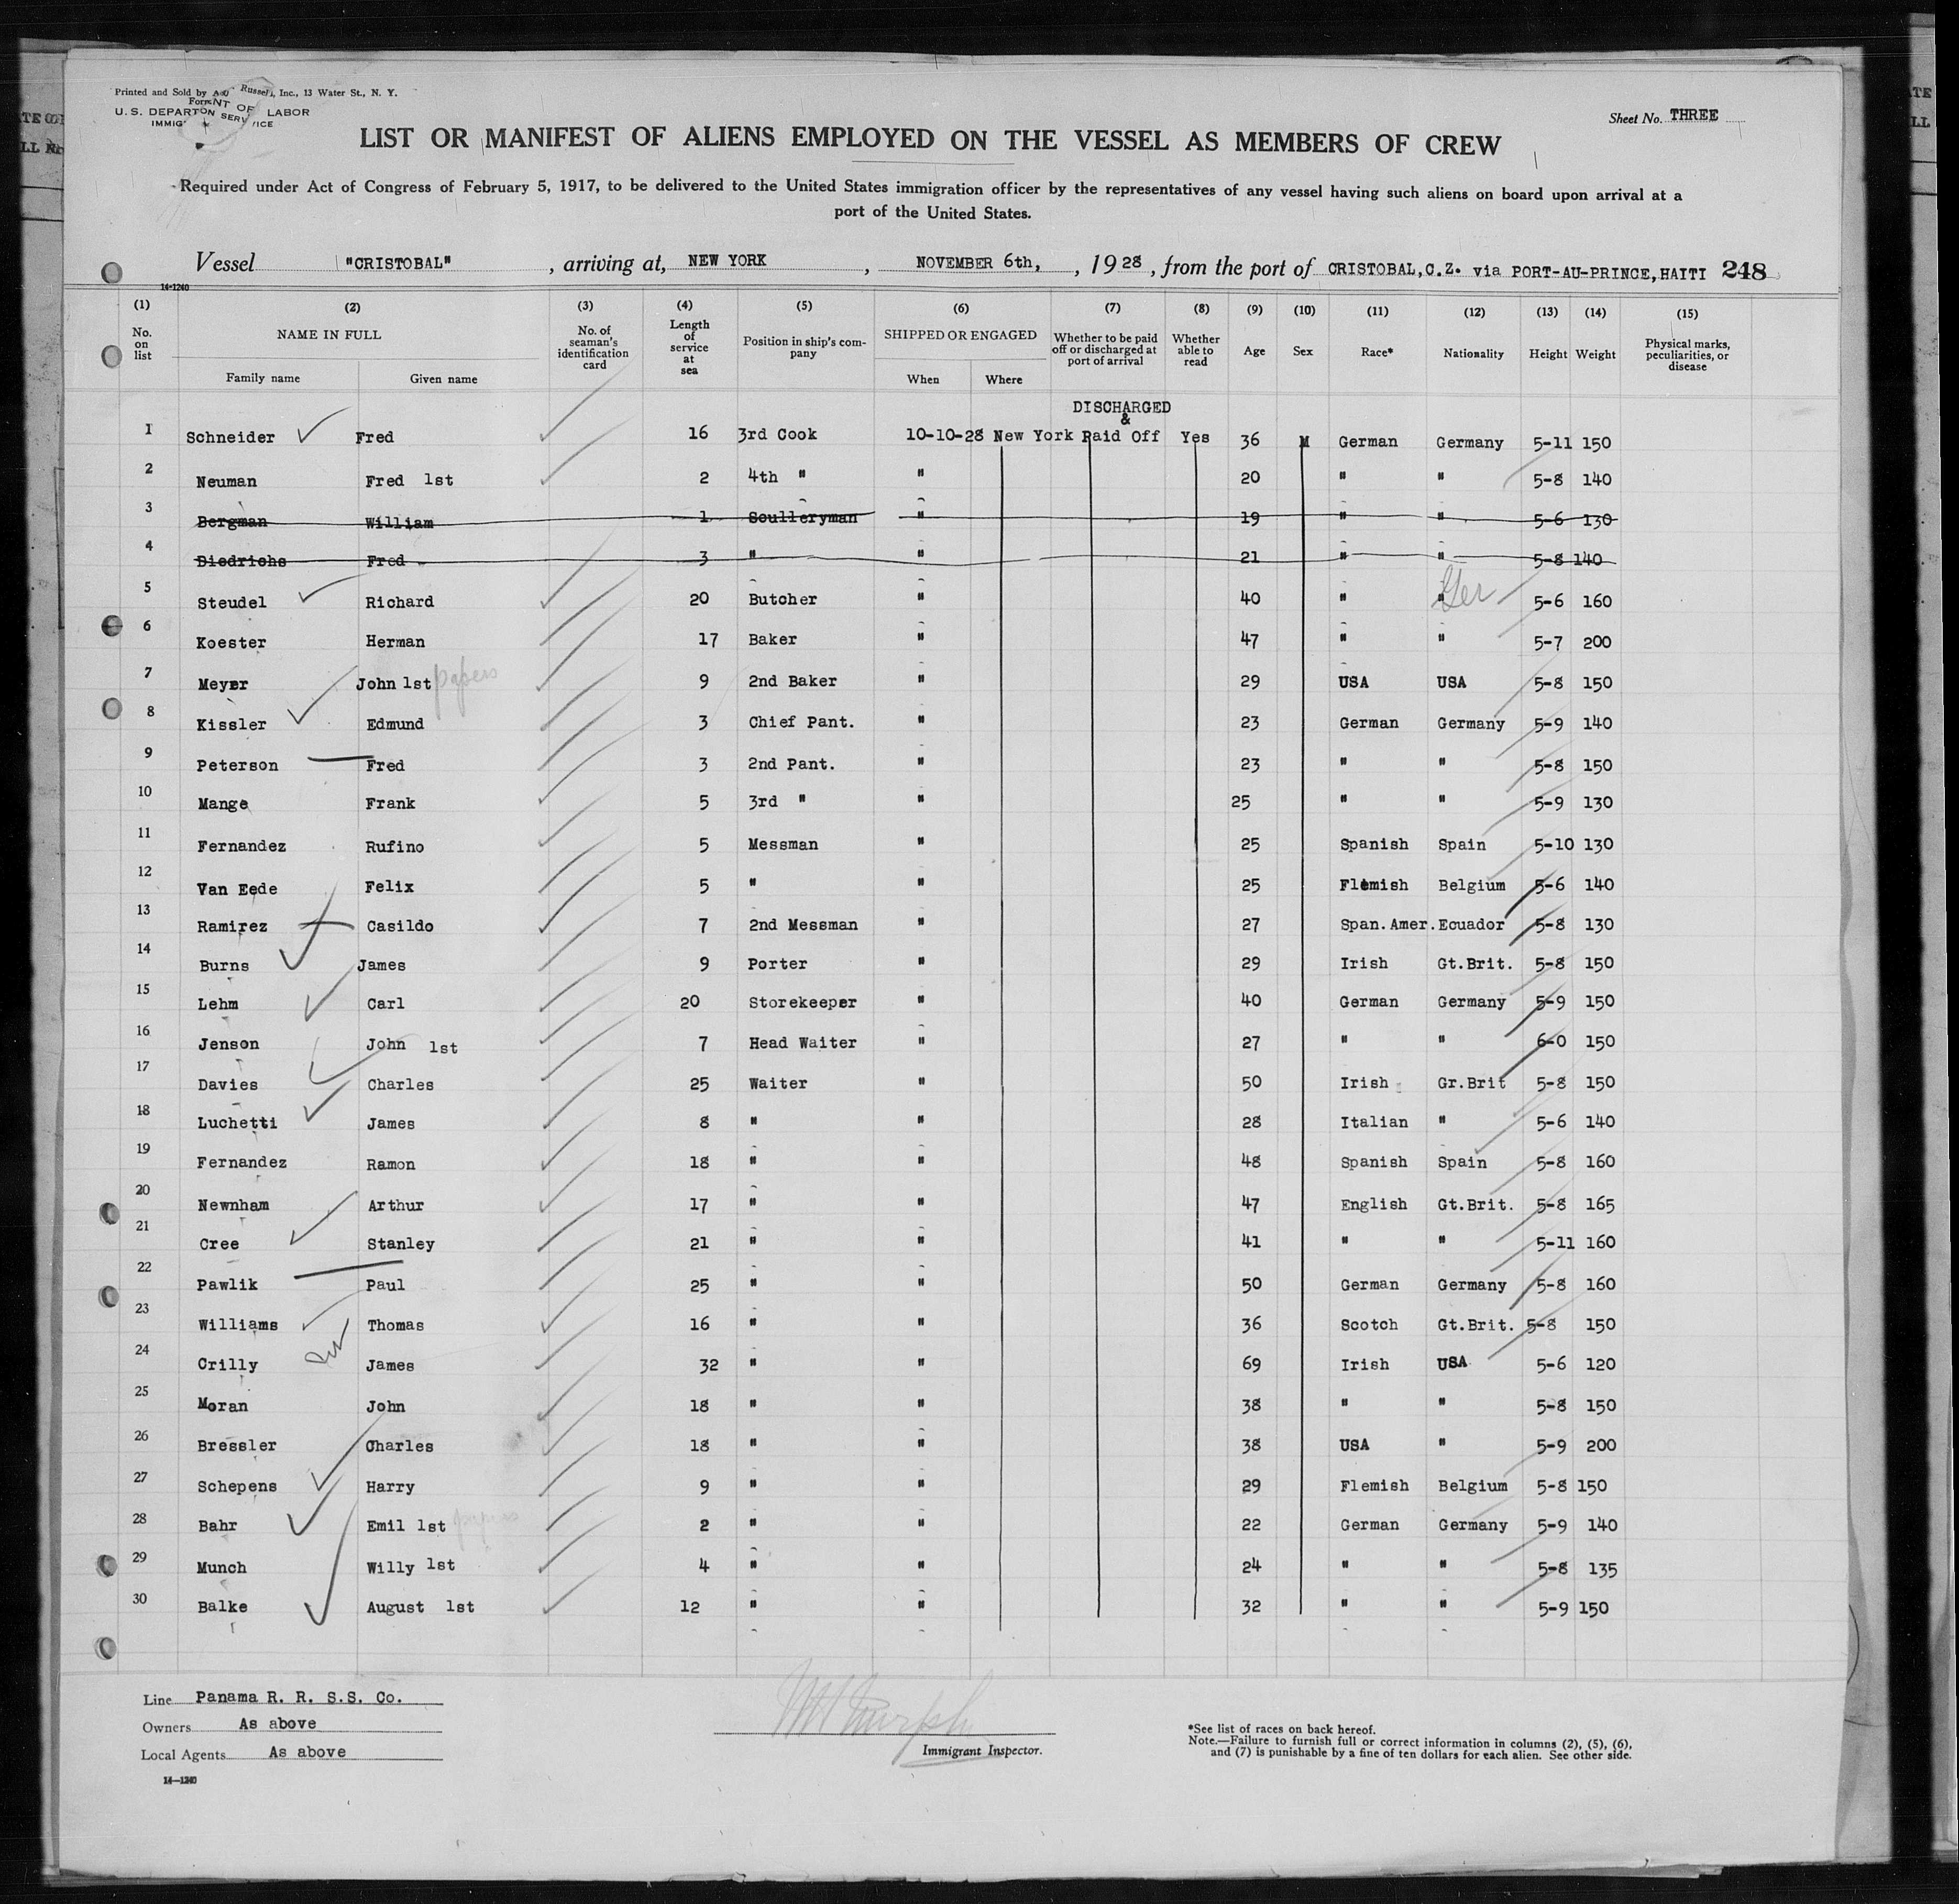 Printed and Sold by Russel, Inc., 13 Water St., N. Y.
Form
U. S. DEPARTMENT OF LABOR
IMMIGRATION SERVICE
Sheet No. THREE
LIST OR MANIFEST OF ALIENS EMPLOYED ON THE VESSEL AS MEMBERS OF CREW
Required under Act of Congress of February 5, 1917, to be delivered to the United States immigration officer by the representatives of any vessel having such aliens on board upon arrival at a
port of the United States.
Vessel "CRISTOBAL", arriving at, NEW YORK, NOVEMBER 6th, , 1928, from the port of CRISTOBAL,C.Z. via PORT-AU-PRINCE,HAITI 248
14-1240
(1) (2) (3) (4) (5) (6) (7) (8) (9) (10) (11) (12) (13) (14) (15)
No. on list NAME IN FULL No. of seaman's identification card Length of service at sea Position in ship's company SHIPPED OR ENGAGED Whether to be paid off or discharged at port of arrival Whether able to read Age Sex Race* Nationality Height Weight Physical marks, peculiarities, or disease
Family name Given name When Where
DISCHARGED
&
1 Schneider Fred 16 3rd Cook 10-10-28 New York Paid Off Yes 36 M German Germany 5-11 150
2 Neuman Fred 1st 2 4th " " 20 " " 5-8 140
3 Bergman William 1 Sculleryman " 19 " " 5-6 130
4 Diedrichs Fred 3 " " 21 " " 5-8 140
5 Steudel Richard 20 Butcher " 40 " " Ger 5-6 160
6 Koester Herman 17 Baker " 47 " " 5-7 200
7 Meyer John 1st papers 9 2nd Baker " 29 USA USA 5-8 150
8 Kissler Edmund 3 Chief Pant. " 23 German Germany 5-9 140
9 Peterson Fred 3 2nd Pant. " 23 " " 5-8 150
10 Mange Frank 5 3rd " " 25 " " 5-9 130
11 Fernandez Rufino 5 Messman " 25 Spanish Spain 5-10 130
12 Van Eede Felix 5 " " 25 Flemish Belgium 5-6 140
13 Ramirez Casildo 7 2nd Messman " 27 Span.Amer. Ecuador 5-8 130
14 Burns James 9 Porter " 29 Irish Gt.Brit. 5-8 150
15 Lehm Carl 20 Storekeeper " 40 German Germany 5-9 150
16 Jenson John 1st 7 Head Waiter " 27 " " 6-0 150
17 Davies Charles 25 Waiter " 50 Irish Gr.Brit 5-8 150
18 Luchetti James 8 " " 28 Italian " 5-6 140
19 Fernandez Ramon 18 " " 48 Spanish Spain 5-8 160
20 Newnham Arthur 17 " " 47 English Gt.Brit. 5-8 165
21 Cree Stanley 21 " " 41 " " 5-11 160
22 Pawlik Paul 25 " " 50 German Germany 5-8 160
23 Williams Thomas 16 " " 36 Scotch Gt.Brit. 5-8 150
24 Crilly James 32 " " 69 Irish USA 5-6 120
25 Moran John 18 " " 38 " " 5-8 150
26 Bressler Charles 18 " " 38 USA " 5-9 200
27 Schepens Harry 9 " " 29 Flemish Belgium 5-8 150
28 Bahr Emil 1st papers 2 " " 22 German Germany 5-9 140
29 Munch Willy 1st 4 " " 24 " " 5-8 135
30 Balke August 1st 12 " " 32 " " 5-9 150
Line Panama R. R. S.S. Co.
Owners As above
Local Agents As above
14-1240
Immigrant Inspector.
*See list of races on back hereof.
Note.—Failure to furnish full or correct information in columns (2), (5), (6),
and (7) is punishable by a fine of ten dollars for each alien. See other side.